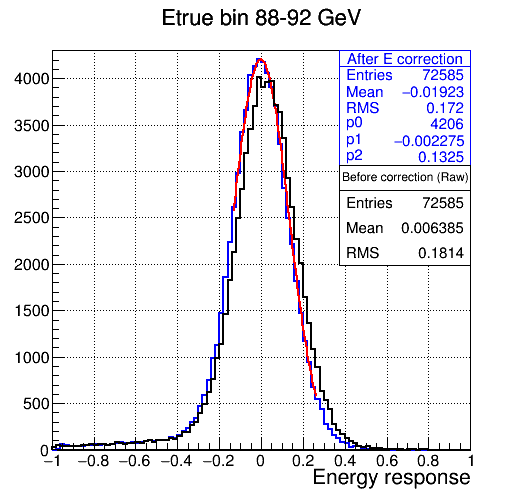 Etrue bin 88-92 GeV
After E correction
Entries 72585
Mean −0.01923
RMS 0.172
p0 4206
p1 −0.002275
p2 0.1325
Before correction (Raw)
Entries 72585
Mean 0.006385
RMS 0.1814
4000
3500
3000
2500
2000
1500
1000
500
0
−1 −0.8 −0.6 −0.4 −0.2 0 0.2 0.4 0.6 0.8 1
Energy response